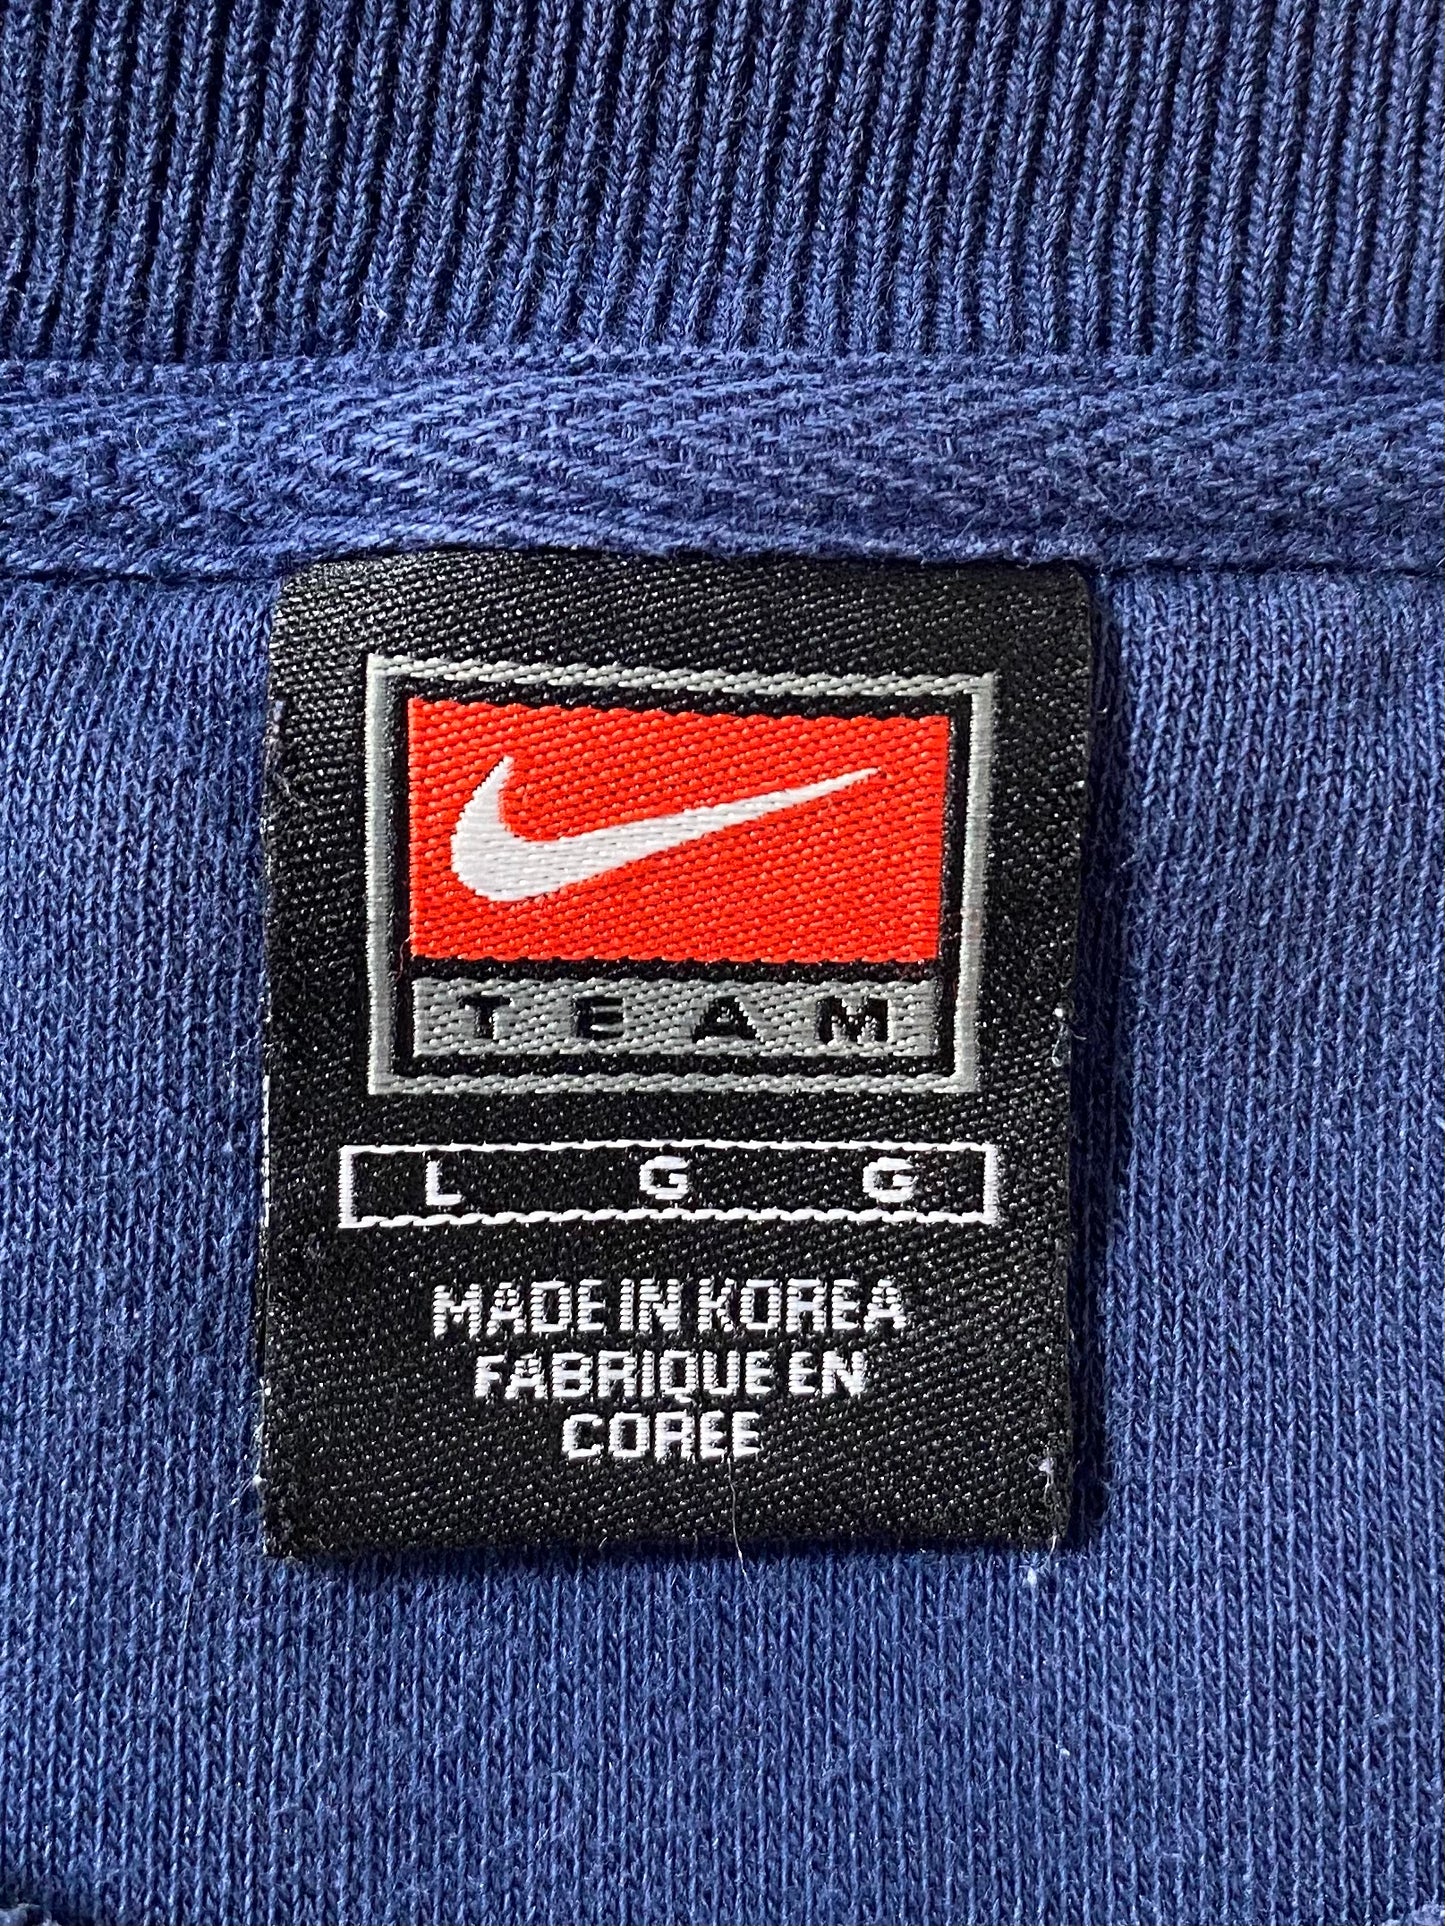 TEAM
L G G
MADE IN KOREA
FABRIQUE EN
COREE